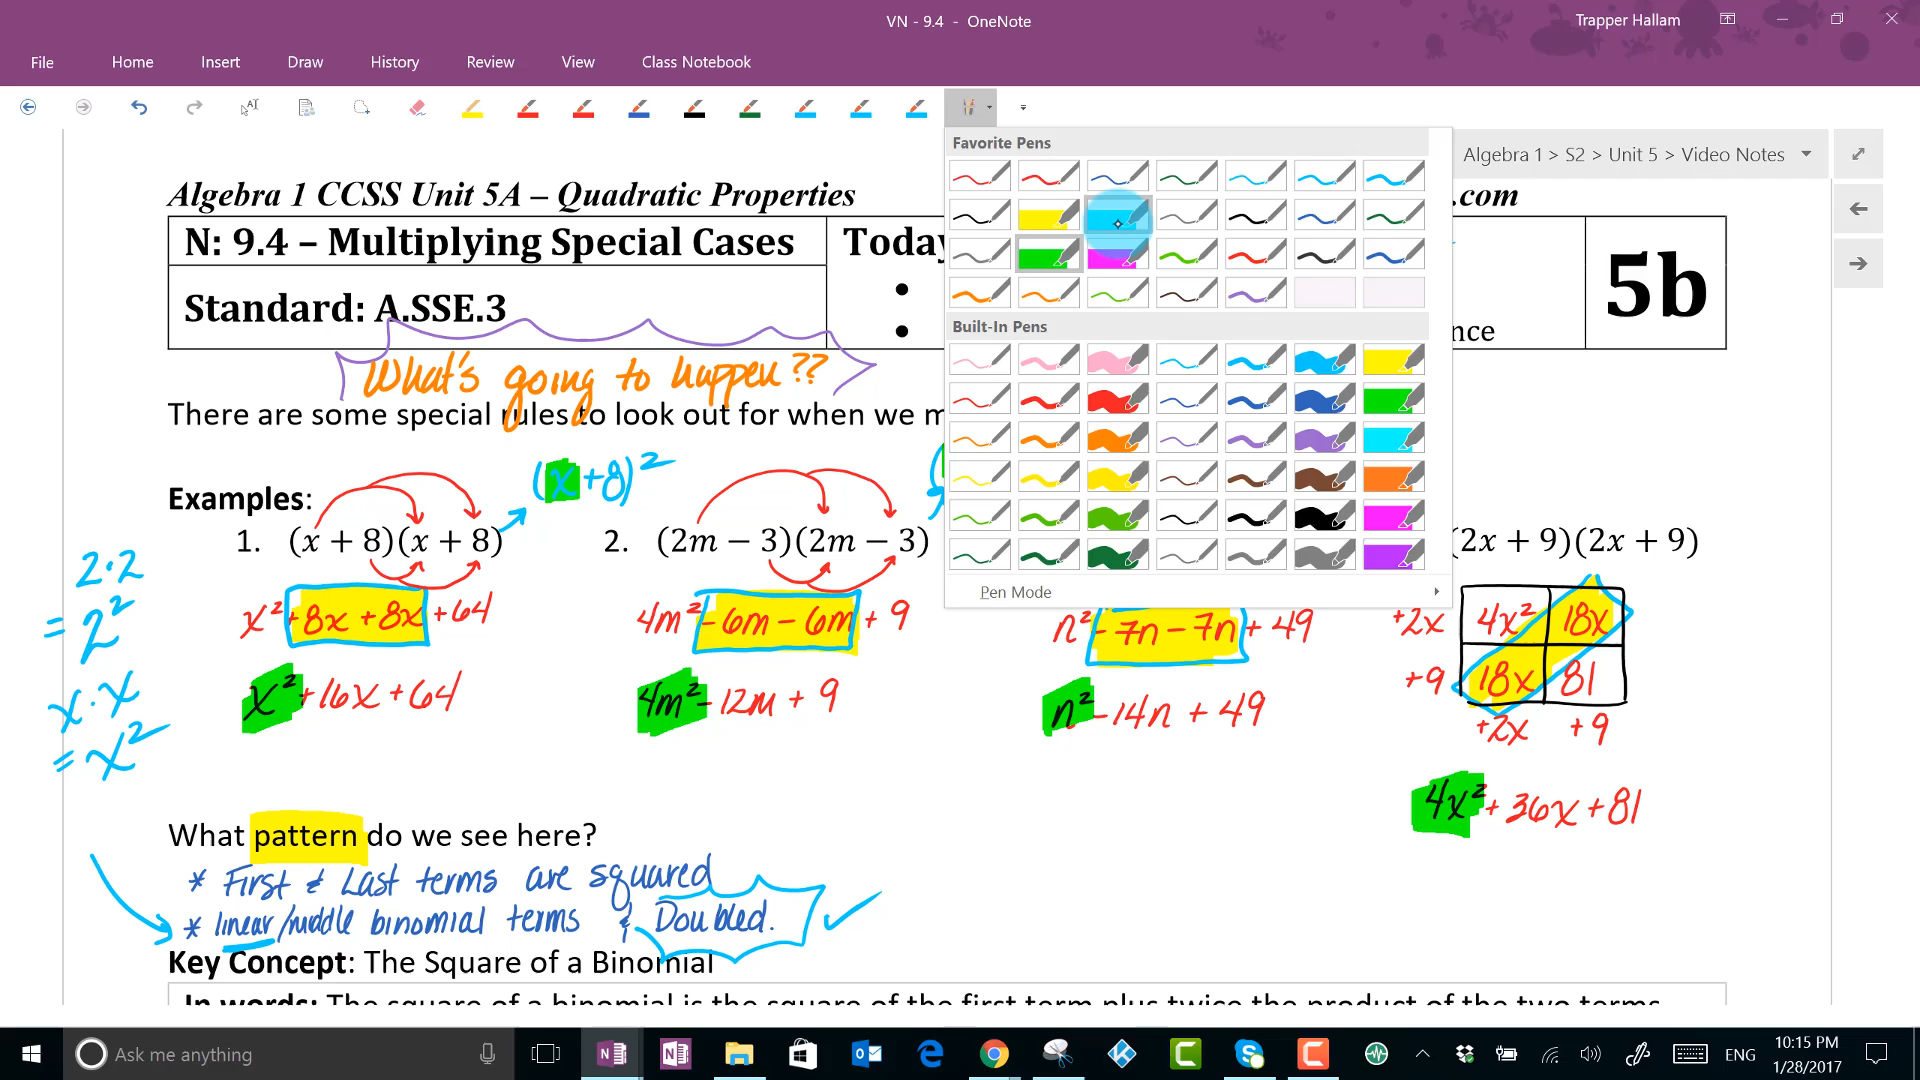 VN - 9.4 - OneNote
Trapper Hallam
File Home Insert Draw History Review View Class Notebook
Favorite Pens
Algebra 1 > S2 > Unit 5 > Video Notes
Algebra 1 CCSS Unit 5A – Quadratic Properties
.com
N: 9.4 – Multiplying Special Cases
Today
5b
Standard: A.SSE.3
nce
Built-In Pens
What's going to happen??
There are some special rules to look out for when we m
(x+8)²
Examples:
1. (x + 8)(x + 8)
2. (2m − 3)(2m − 3)
(2x + 9)(2x + 9)
2·2
= 2²
x·x
= x²
Pen Mode
x² +8x +8x +64
4m² -6m - 6m + 9
n² -7n -7n + 49
+2x 4x² 18x
+9 18x 81
+2x +9
x² +16x +64
4m² -12m + 9
n² -14n + 49
4x² +36x +81
What pattern do we see here?
* First & Last terms are squared
* linear/middle binomial terms & Doubled.
Key Concept: The Square of a Binomial
In words: The square of a binomial is the square of the first term plus twice the product of the two terms
Ask me anything
ENG
10:15 PM
1/28/2017